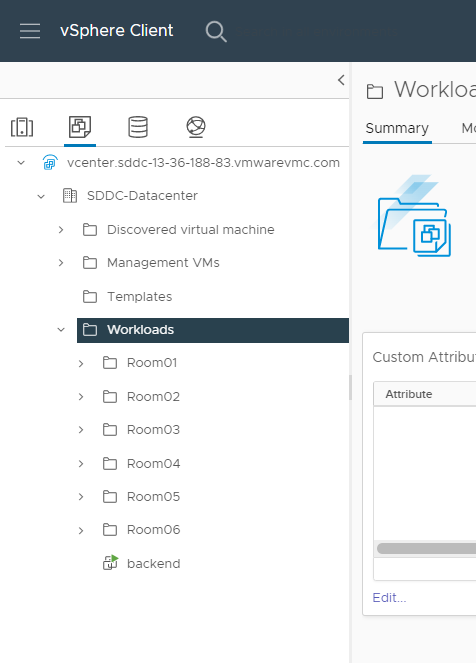 vSphere Client
Workloa
Summary
Mo
vcenter.sddc-13-36-188-83.vmwarevmc.com
SDDC-Datacenter
Discovered virtual machine
Management VMs
Templates
Workloads
Room01
Room02
Room03
Room04
Room05
Room06
backend
Custom Attribu
Attribute
Edit...